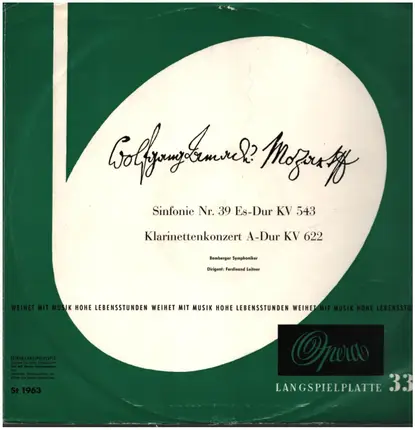 Wolfgang Amadé Mozart
Sinfonie Nr. 39 Es-Dur KV 543
Klarinettenkonzert A-Dur KV 622
Bamberger Symphoniker
Dirigent: Ferdinand Leitner
WEIHET MIT MUSIK HOHE LEBENSSTUNDEN WEIHET MIT MUSIK HOHE LEBENSSTUNDEN WEIHET MIT MUSIK HOHE LEBENSSTU
Opera
LANGSPIELPLATTE 33
St 1963